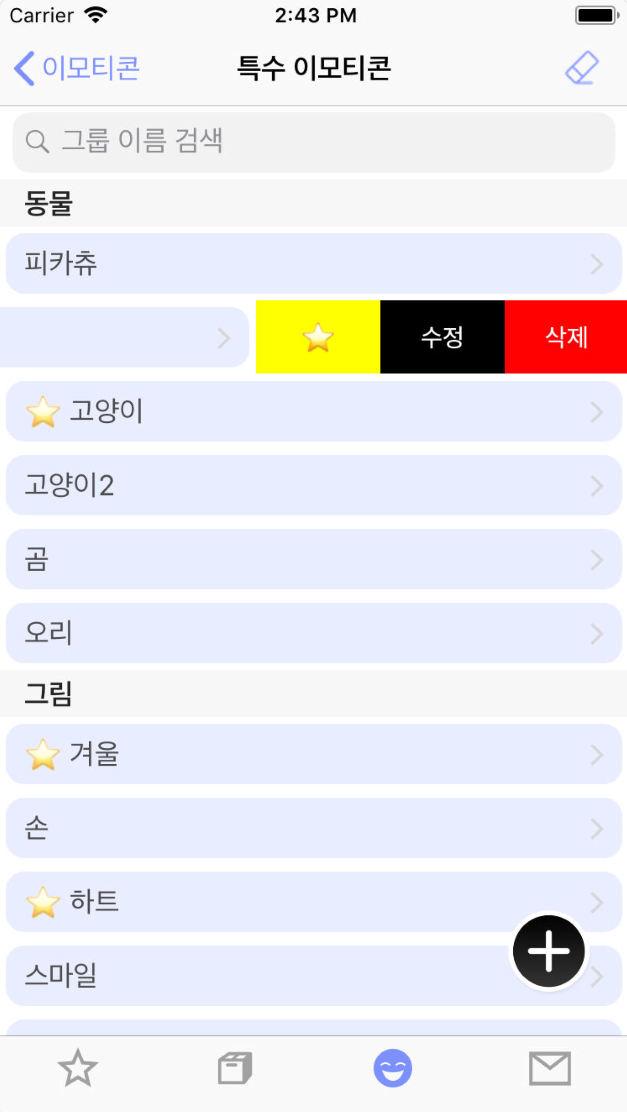 Carrier 2:43 PM
이모티콘 특수 이모티콘
그룹 이름 검색
동물
피카츄
수정 삭제
고양이
고양이2
곰
오리
그림
겨울
손
하트
스마일